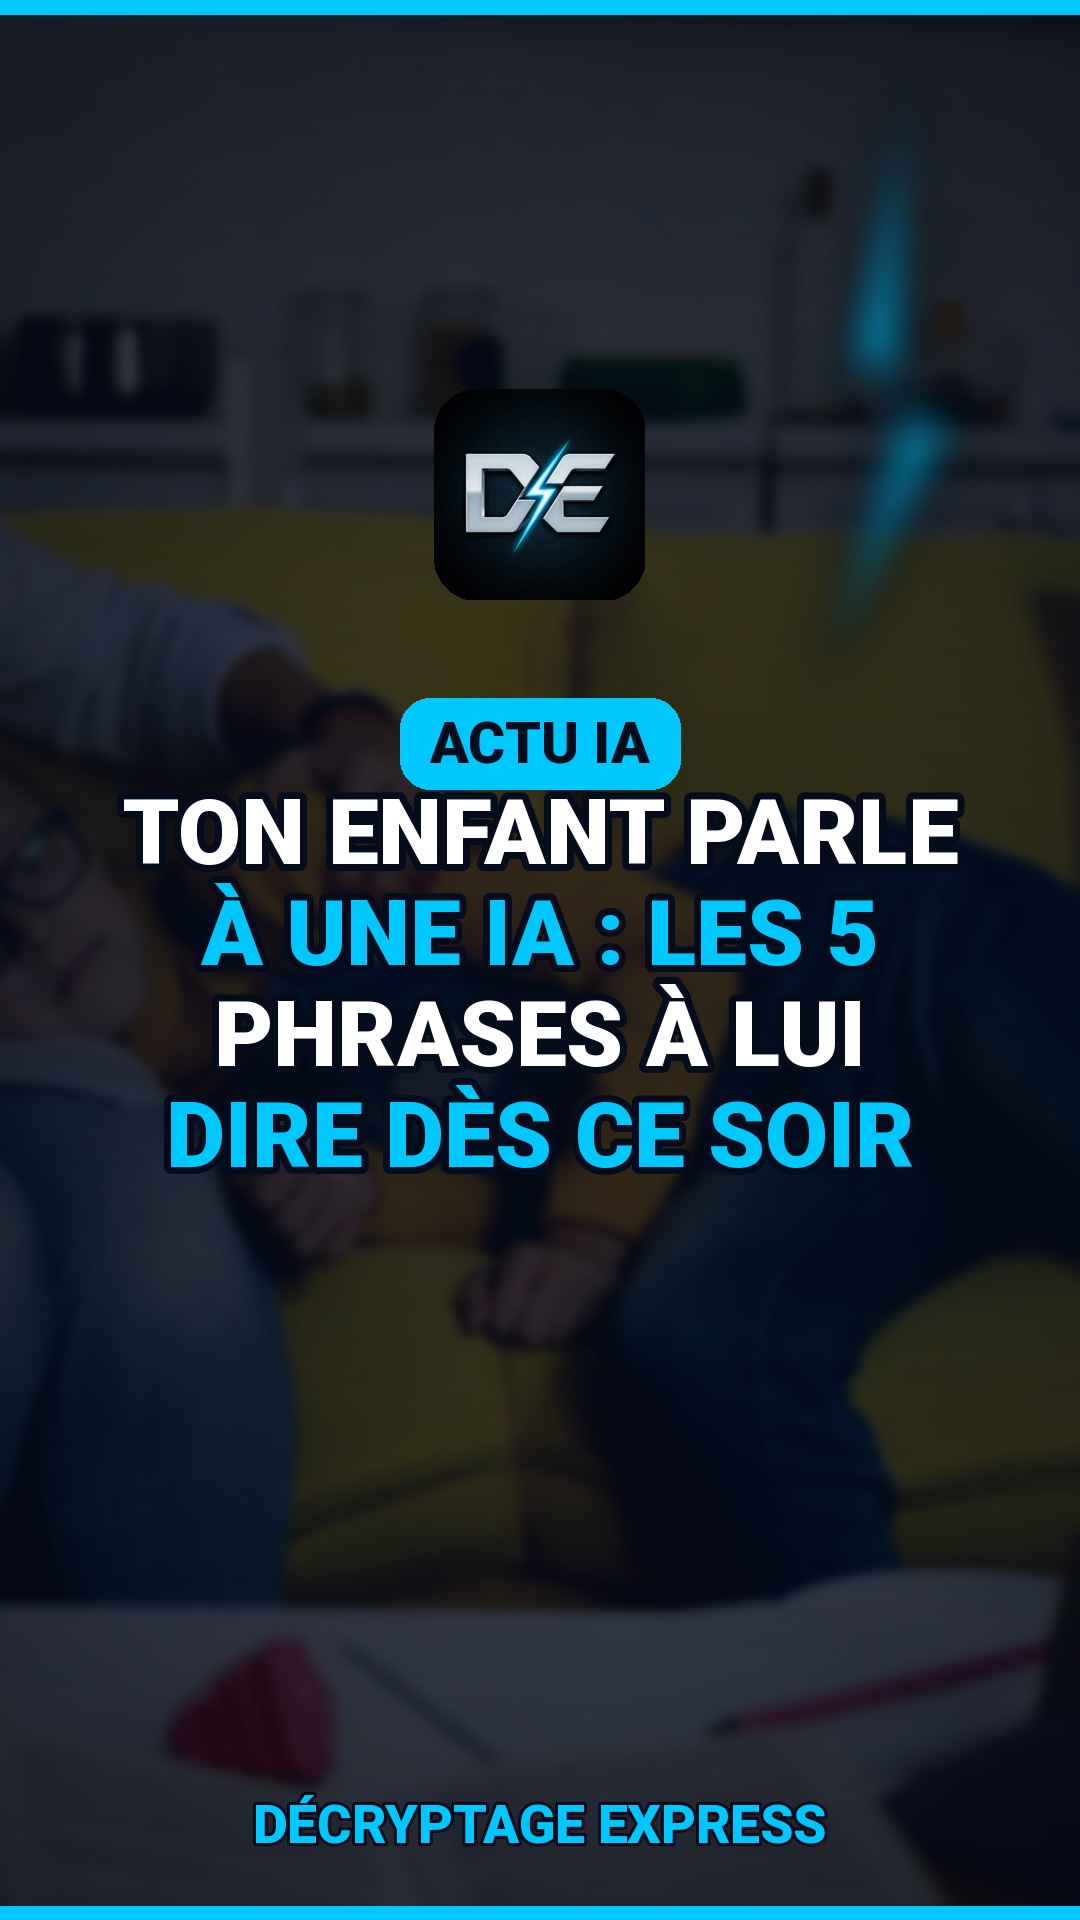 DE
ACTU IA
TON ENFANT PARLE
À UNE IA : LES 5
PHRASES À LUI
DIRE DÈS CE SOIR
DÉCRYPTAGE EXPRESS